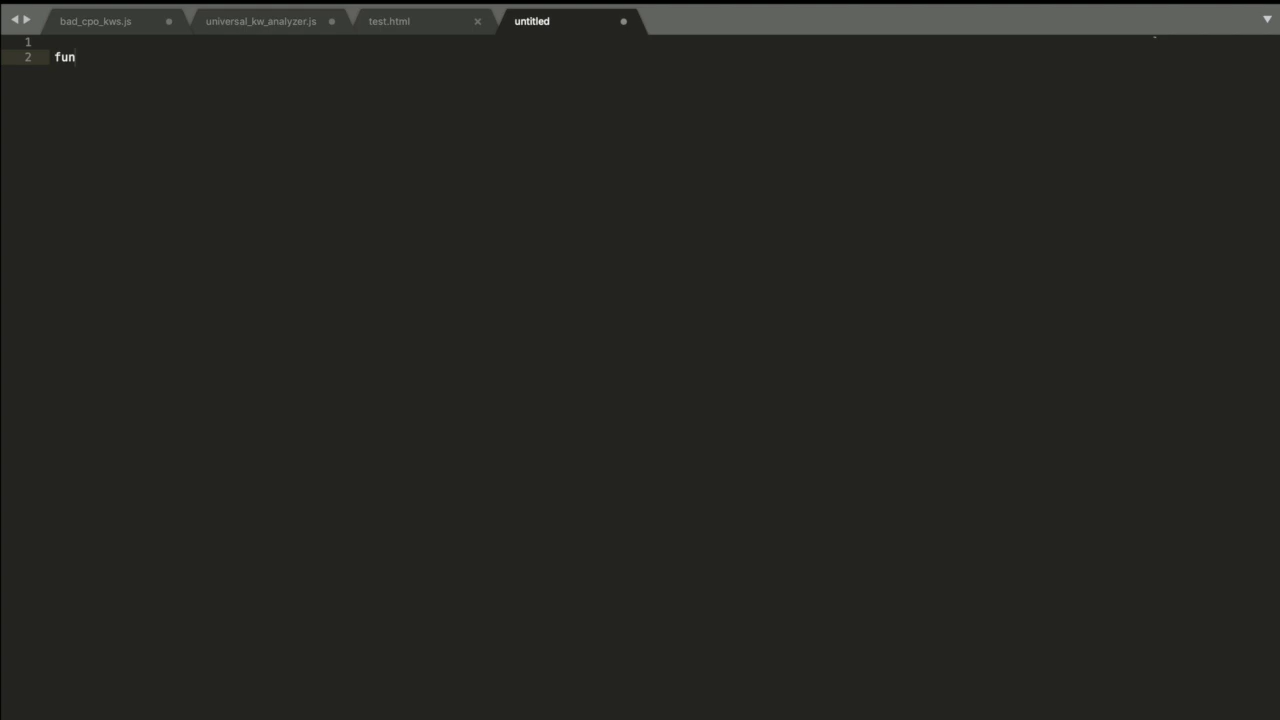 bad_cpo_kws.js universal_kw_analyzer.js test.html untitled
1
2 fun